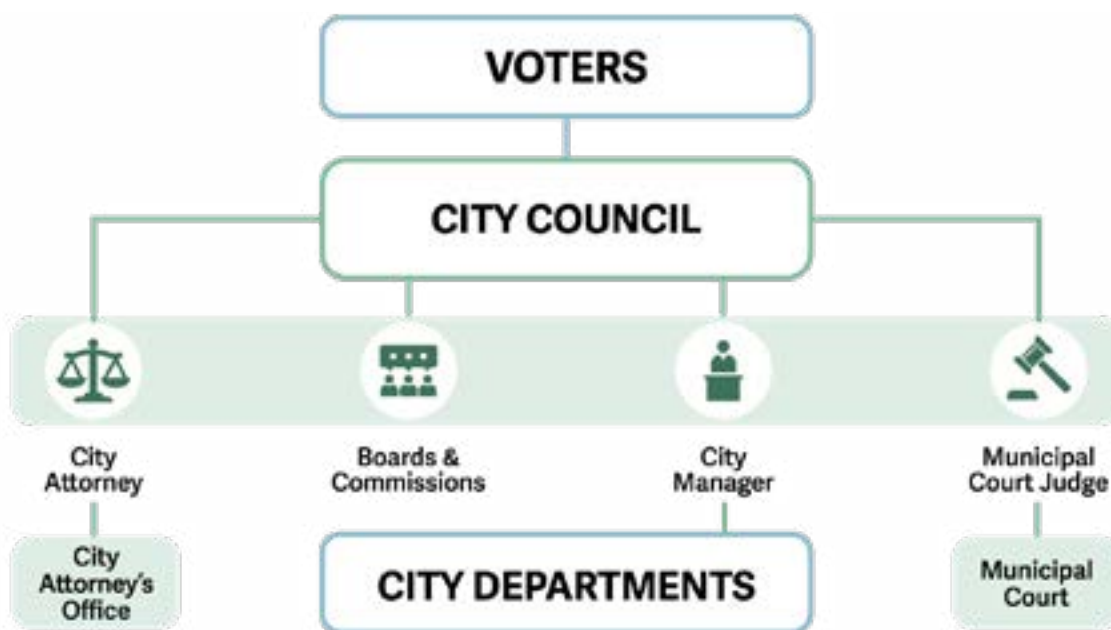 VOTERS
CITY COUNCIL
City
Attorney
Boards &
Commissions
City
Manager
Municipal
Court Judge
City
Attorney's
Office
CITY DEPARTMENTS
Municipal
Court